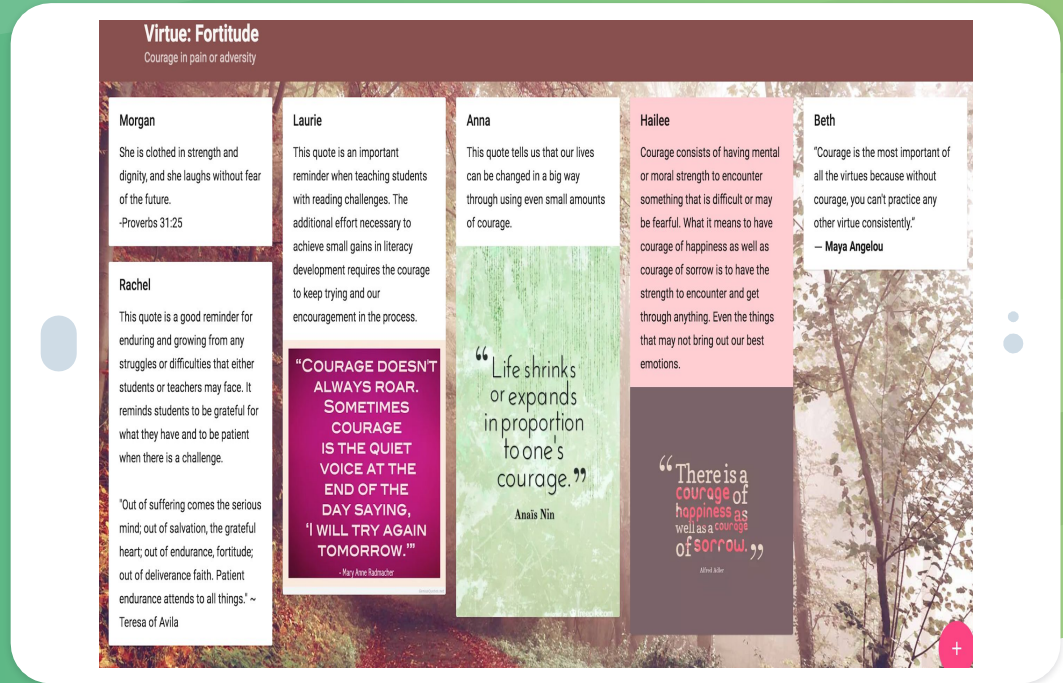 Virtue: Fortitude
Courage in pain or adversity
Morgan
She is clothed in strength and
dignity, and she laughs without fear
of the future.
-Proverbs 31:25
Rachel
This quote is a good reminder for
enduring and growing from any
struggles or difficulties that either
students or teachers may face. It
reminds students to be grateful for
what they have and to be patient
when there is a challenge.
"Out of suffering comes the serious
mind; out of salvation, the grateful
heart; out of endurance, fortitude;
out of deliverance faith. Patient
endurance attends to all things." ~
Teresa of Avila
Laurie
This quote is an important
reminder when teaching students
with reading challenges. The
additional effort necessary to
achieve small gains in literacy
development requires the courage
to keep trying and our
encouragement in the process.
“COURAGE DOESN'T
ALWAYS ROAR.
SOMETIMES
COURAGE
IS THE QUIET
VOICE AT THE
END OF THE
DAY SAYING,
‘I WILL TRY AGAIN
TOMORROW.’”
- Mary Anne Radmacher
Anna
This quote tells us that our lives
can be changed in a big way
through using even small amounts
of courage.
“Life shrinks
or expands
in proportion
to one's
courage.”
Anaïs Nin
Hailee
Courage consists of having mental
or moral strength to encounter
something that is difficult or may
be fearful. What it means to have
courage of happiness as well as
courage of sorrow is to have the
strength to encounter and get
through anything. Even the things
that may not bring out our best
emotions.
“There is a
courage of
happiness as
well as a courage
of sorrow.”
Beth
“Courage is the most important of
all the virtues because without
courage, you can't practice any
other virtue consistently.”
— Maya Angelou
+